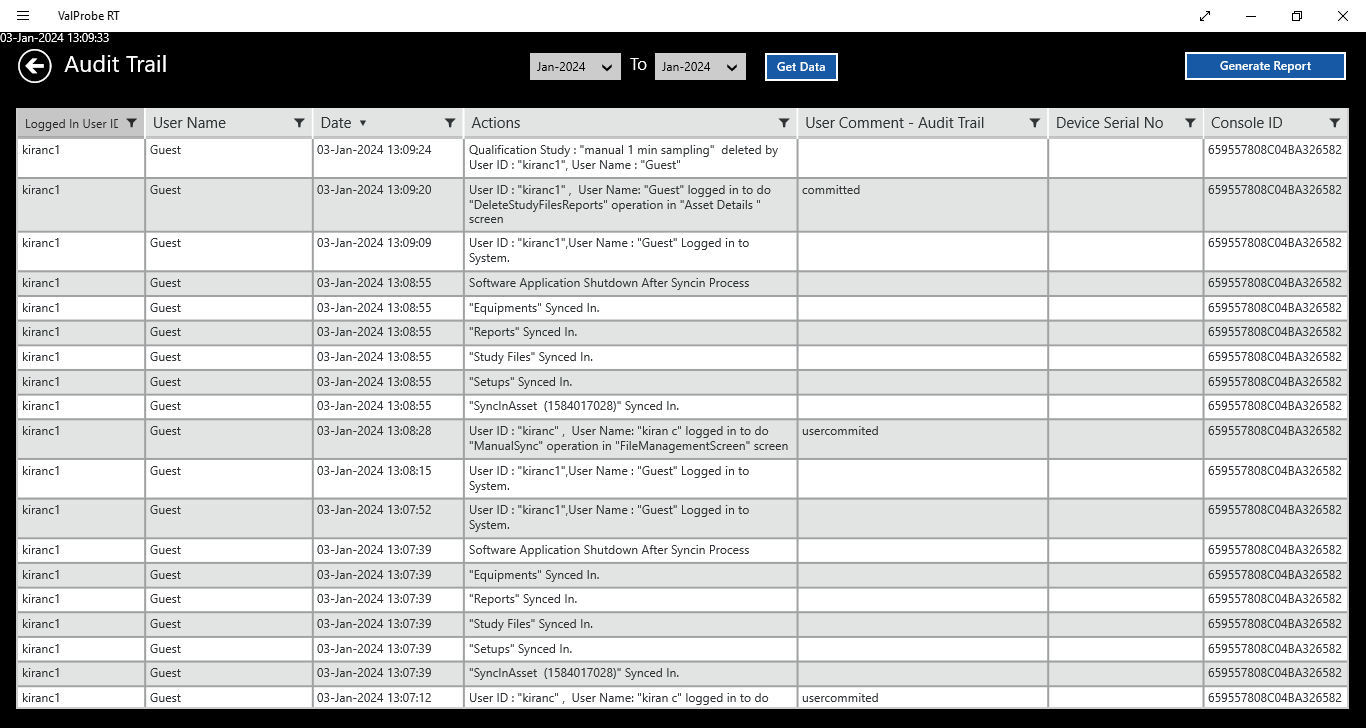 ValProbe RT
03-Jan-2024 13:09:33
Audit Trail
Jan-2024 To Jan-2024 Get Data Generate Report
Logged In User ID User Name Date Actions User Comment - Audit Trail Device Serial No Console ID
kiranc1 Guest 03-Jan-2024 13:09:24 Qualification Study : "manual 1 min sampling"  deleted by 659557808C04BA326582
User ID : "kiranc1", User Name : "Guest"
kiranc1 Guest 03-Jan-2024 13:09:20 User ID : "kiranc1" ,  User Name: "Guest" logged in to do committed 659557808C04BA326582
"DeleteStudyFilesReports" operation in "Asset Details "
screen
kiranc1 Guest 03-Jan-2024 13:09:09 User ID : "kiranc1",User Name : "Guest" Logged in to 659557808C04BA326582
System.
kiranc1 Guest 03-Jan-2024 13:08:55 Software Application Shutdown After Syncin Process 659557808C04BA326582
kiranc1 Guest 03-Jan-2024 13:08:55 "Equipments" Synced In. 659557808C04BA326582
kiranc1 Guest 03-Jan-2024 13:08:55 "Reports" Synced In. 659557808C04BA326582
kiranc1 Guest 03-Jan-2024 13:08:55 "Study Files" Synced In. 659557808C04BA326582
kiranc1 Guest 03-Jan-2024 13:08:55 "Setups" Synced In. 659557808C04BA326582
kiranc1 Guest 03-Jan-2024 13:08:55 "SyncInAsset  (1584017028)" Synced In. 659557808C04BA326582
kiranc1 Guest 03-Jan-2024 13:08:28 User ID : "kiranc" ,  User Name: "kiran c" logged in to do usercommited 659557808C04BA326582
"ManualSync" operation in "FileManagementScreen" screen
kiranc1 Guest 03-Jan-2024 13:08:15 User ID : "kiranc1",User Name : "Guest" Logged in to 659557808C04BA326582
System.
kiranc1 Guest 03-Jan-2024 13:07:52 User ID : "kiranc1",User Name : "Guest" Logged in to 659557808C04BA326582
System.
kiranc1 Guest 03-Jan-2024 13:07:39 Software Application Shutdown After Syncin Process 659557808C04BA326582
kiranc1 Guest 03-Jan-2024 13:07:39 "Equipments" Synced In. 659557808C04BA326582
kiranc1 Guest 03-Jan-2024 13:07:39 "Reports" Synced In. 659557808C04BA326582
kiranc1 Guest 03-Jan-2024 13:07:39 "Study Files" Synced In. 659557808C04BA326582
kiranc1 Guest 03-Jan-2024 13:07:39 "Setups" Synced In. 659557808C04BA326582
kiranc1 Guest 03-Jan-2024 13:07:39 "SyncInAsset  (1584017028)" Synced In. 659557808C04BA326582
kiranc1 Guest 03-Jan-2024 13:07:12 User ID : "kiranc" ,  User Name: "kiran c" logged in to do usercommited 659557808C04BA326582